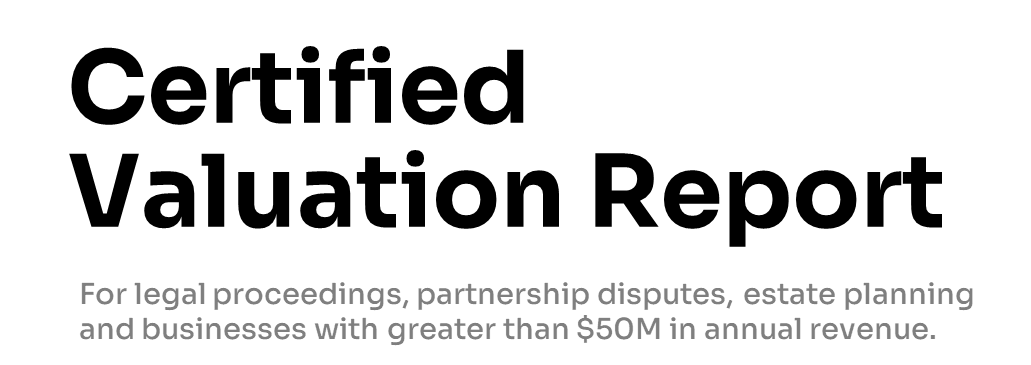 Certified
Valuation Report
For legal proceedings, partnership disputes, estate planning
and businesses with greater than $50M in annual revenue.